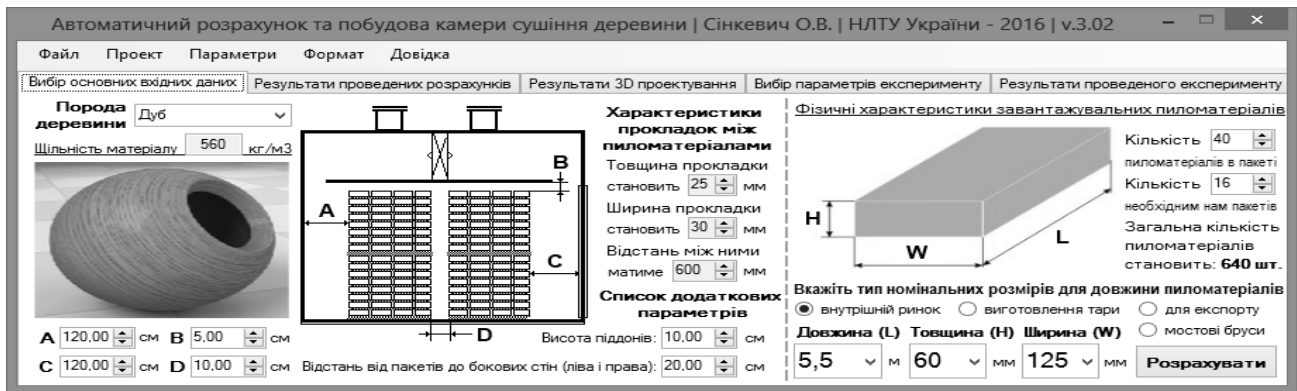 Автоматичний розрахунок та побудова камери сушіння деревини | Сінкевич О.В. | НЛТУ України - 2016 | v.3.02
Файл Проект Параметри Формат Довідка
Вибір основних вхідних даних Результати проведених розрахунків Результати 3D проектування Вибір параметрів експерименту Результати проведеного експерименту
Порода
деревини
Дуб
Щільність матеріалу 560 кг/м3
A
B
C
D
A 120,00 см B 5,00 см
C 120,00 см D 10,00 см
Характеристики
прокладок між
пиломатеріалами
Товщина прокладки
становить 25 мм
Ширина прокладки
становить 30 мм
Відстань між ними
матиме 600 мм
Список додаткових
параметрів
Висота піддонів: 10,00 см
Відстань від пакетів до бокових стін (ліва і права): 20,00 см
Фізичні характеристики завантажувальних пиломатеріалів
H
W
L
Кількість 40
пиломатеріалів в пакеті
Кількість 16
необхідним нам пакетів
Загальна кількість
пиломатеріалів
становить: 640 шт.
Вкажіть тип номінальних розмірів для довжини пиломатеріалів
внутрішній ринок виготовлення тари для експорту
мостові бруси
Довжина (L) Товщина (H) Ширина (W)
5,5 м 60 мм 125 мм
Розрахувати